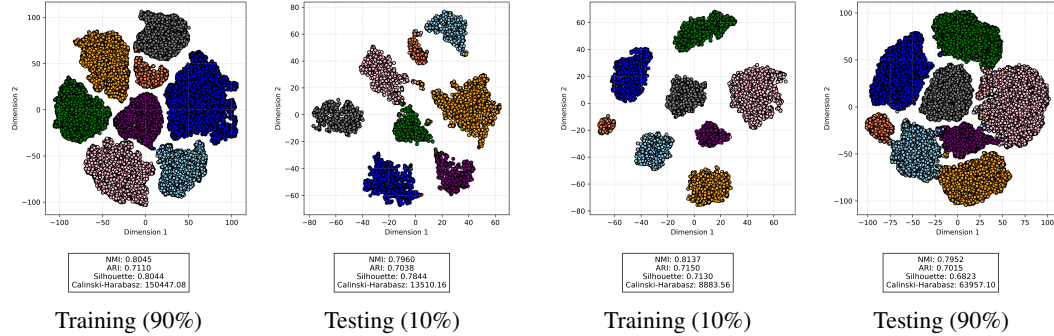 100
50
0
−50
−100
Dimension 2
−100
−50
0
50
100
Dimension 1
NMI: 0.8045
ARI: 0.7110
Silhouette: 0.8044
Calinski-Harabasz: 150447.08
Training (90%)
80
60
40
20
0
−20
−40
−60
Dimension 2
−80
−60
−40
−20
0
20
40
60
Dimension 1
NMI: 0.7960
ARI: 0.7038
Silhouette: 0.7844
Calinski-Harabasz: 13510.16
Testing (10%)
60
40
20
0
−20
−40
−60
−80
Dimension 2
−60
−40
−20
0
20
40
60
Dimension 1
NMI: 0.8137
ARI: 0.7150
Silhouette: 0.7130
Calinski-Harabasz: 8883.56
Training (10%)
100
75
50
25
0
−25
−50
−75
−100
Dimension 2
−100
−75
−50
−25
0
25
50
75
100
Dimension 1
NMI: 0.7952
ARI: 0.7015
Silhouette: 0.6823
Calinski-Harabasz: 63957.10
Testing (90%)